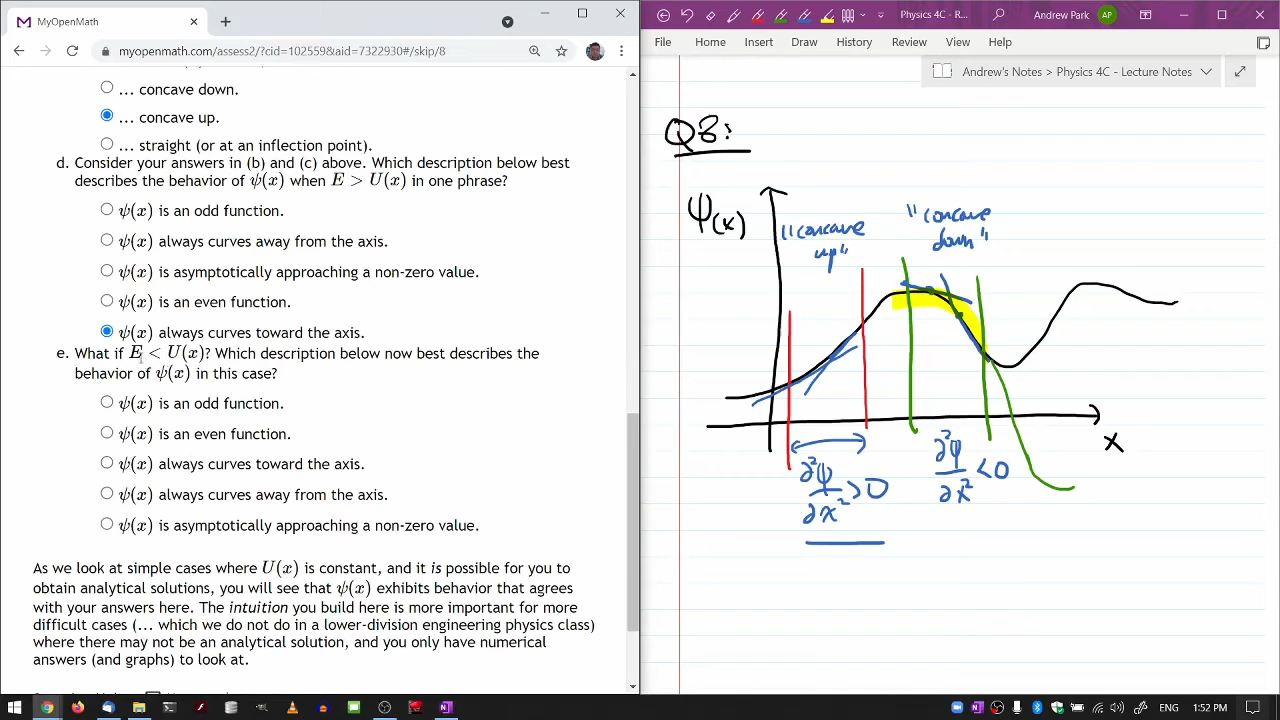 MyOpenMath
myopenmath.com/assess2/?cid=102559&aid=7322930#/skip/8
... concave down.
... concave up.
... straight (or at an inflection point).
d. Consider your answers in (b) and (c) above. Which description below best
describes the behavior of ψ(x) when E > U(x) in one phrase?
ψ(x) is an odd function.
ψ(x) always curves away from the axis.
ψ(x) is asymptotically approaching a non-zero value.
ψ(x) is an even function.
ψ(x) always curves toward the axis.
e. What if E < U(x)? Which description below now best describes the
behavior of ψ(x) in this case?
ψ(x) is an odd function.
ψ(x) is an even function.
ψ(x) always curves toward the axis.
ψ(x) always curves away from the axis.
ψ(x) is asymptotically approaching a non-zero value.
As we look at simple cases where U(x) is constant, and it is possible for you to
obtain analytical solutions, you will see that ψ(x) exhibits behavior that agrees
with your answers here. The intuition you build here is more important for more
difficult cases (... which we do not do in a lower-division engineering physics class)
where there may not be an analytical solution, and you only have numerical
answers (and graphs) to look at.
Physics 4C - R...
Andrew Park
AP
File Home Insert Draw History Review View Help
Andrew's Notes > Physics 4C - Lecture Notes
Q8:
ψ(x)
"concave
up"
"concave
down"
x
∂²ψ/∂x² >0
∂²ψ/∂x² <0
ENG
1:52 PM